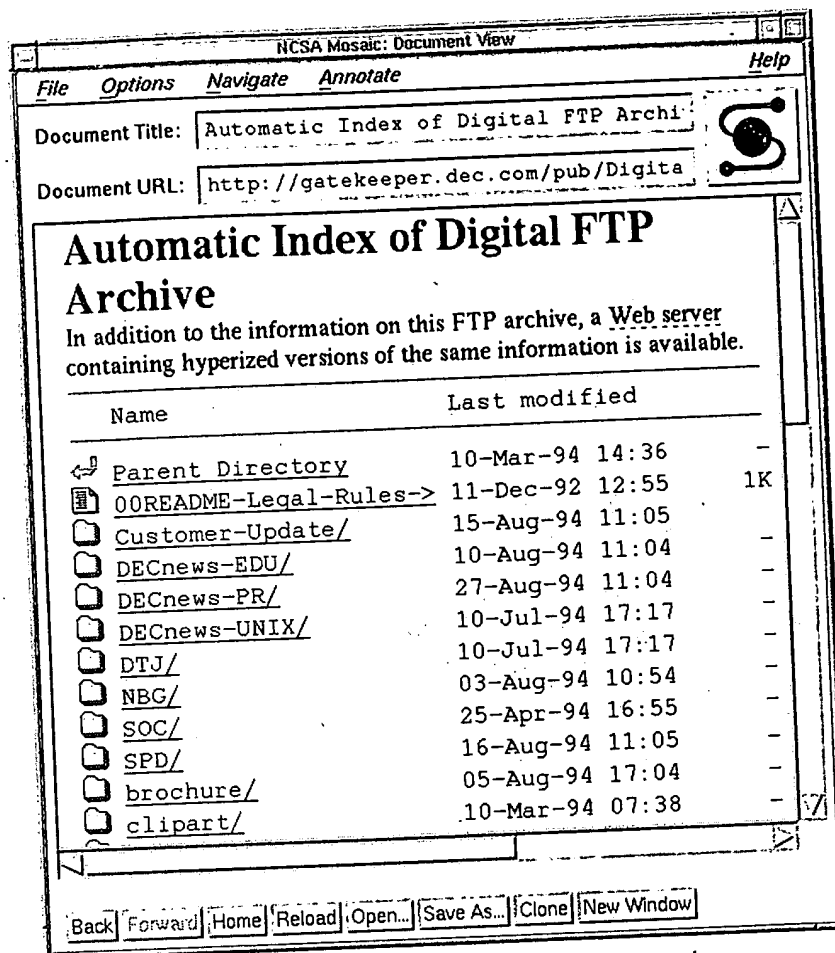 NCSA Mosaic: Document View
File Options Navigate Annotate Help
Document Title: Automatic Index of Digital FTP Archi
Document URL: http://gatekeeper.dec.com/pub/Digita
Automatic Index of Digital FTP
Archive
In addition to the information on this FTP archive, a Web server
containing hyperized versions of the same information is available.
Name Last modified
Parent Directory 10-Mar-94 14:36 -
00README-Legal-Rules-> 11-Dec-92 12:55 1K
Customer-Update/ 15-Aug-94 11:05 -
DECnews-EDU/ 10-Aug-94 11:04 -
DECnews-PR/ 27-Aug-94 11:04 -
DECnews-UNIX/ 10-Jul-94 17:17 -
DTJ/ 10-Jul-94 17:17 -
NBG/ 03-Aug-94 10:54 -
SOC/ 25-Apr-94 16:55 -
SPD/ 16-Aug-94 11:05 -
brochure/ 05-Aug-94 17:04 -
clipart/ 10-Mar-94 07:38 -
Back Forward Home Reload Open... Save As... Clone New Window